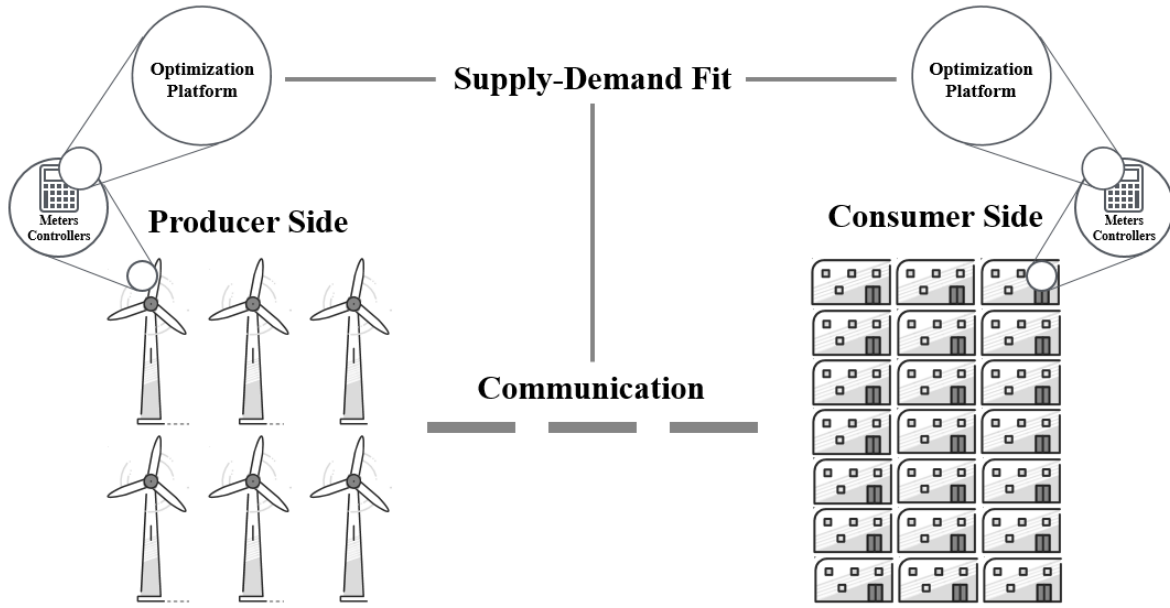 Optimization
Platform
Supply-Demand Fit
Optimization
Platform
Meters
Controllers
Producer Side
Consumer Side
Meters
Controllers
Communication